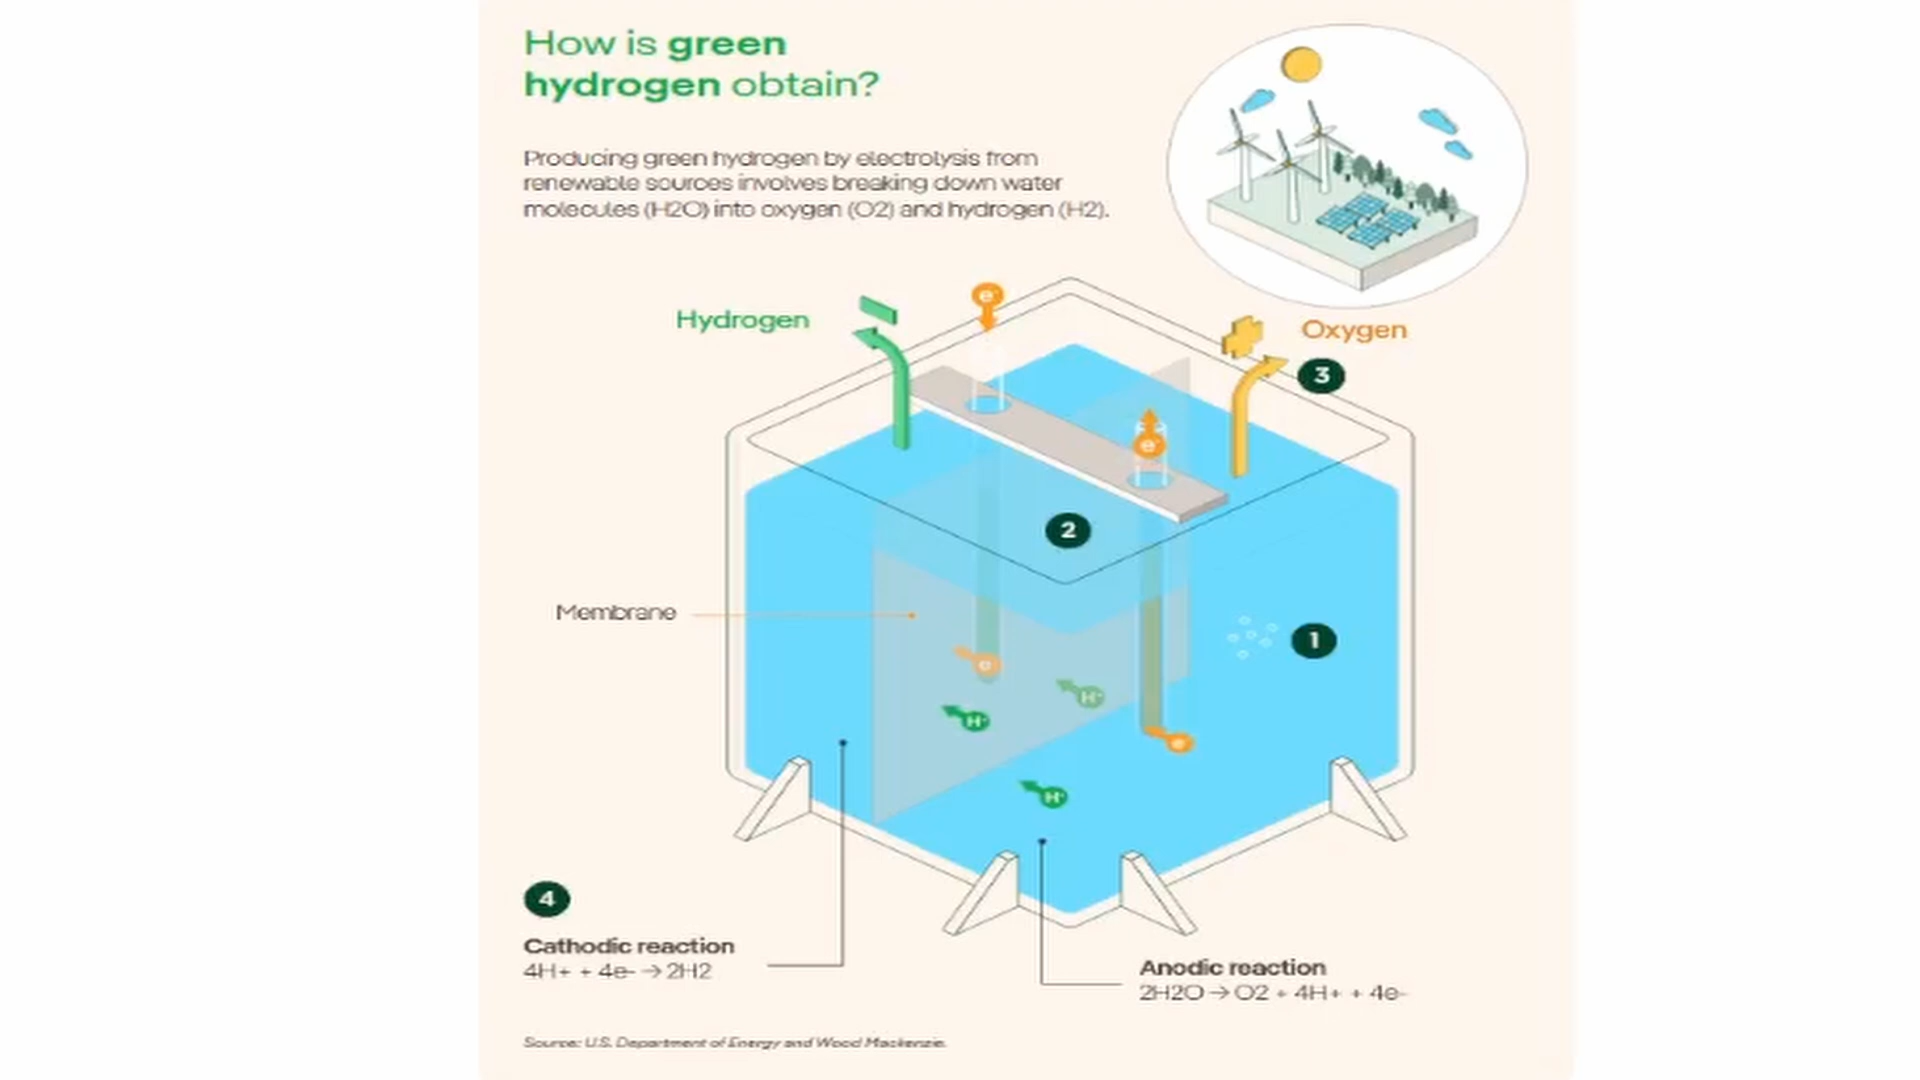 How is green
hydrogen obtain?
Producing green hydrogen by electrolysis from
renewable sources involves breaking down water
molecules (H2O) into oxygen (O2) and hydrogen (H2).
Hydrogen
e-
Oxygen
3
e-
2
Membrane
1
e-
H+
H+
e-
H+
4
Cathodic reaction
4H+ + 4e- → 2H2
Anodic reaction
2H2O → O2 + 4H+ + 4e-
Source: U.S. Department of Energy and Wood Mackenzie.